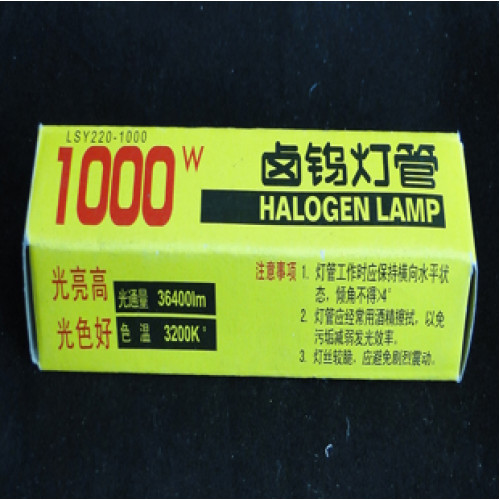 LSY220-1000
1000W
卤钨灯管
HALOGEN LAMP
光亮高
光色好
光通量 36400lm
色温 3200K°
注意事项
1. 灯管工作时应保持横向水平状
态，倾角不得>4°
2. 灯管应经常用酒精擦拭，以免
污垢减弱发光效率。
3. 灯丝较脆，应避免剧烈震动。